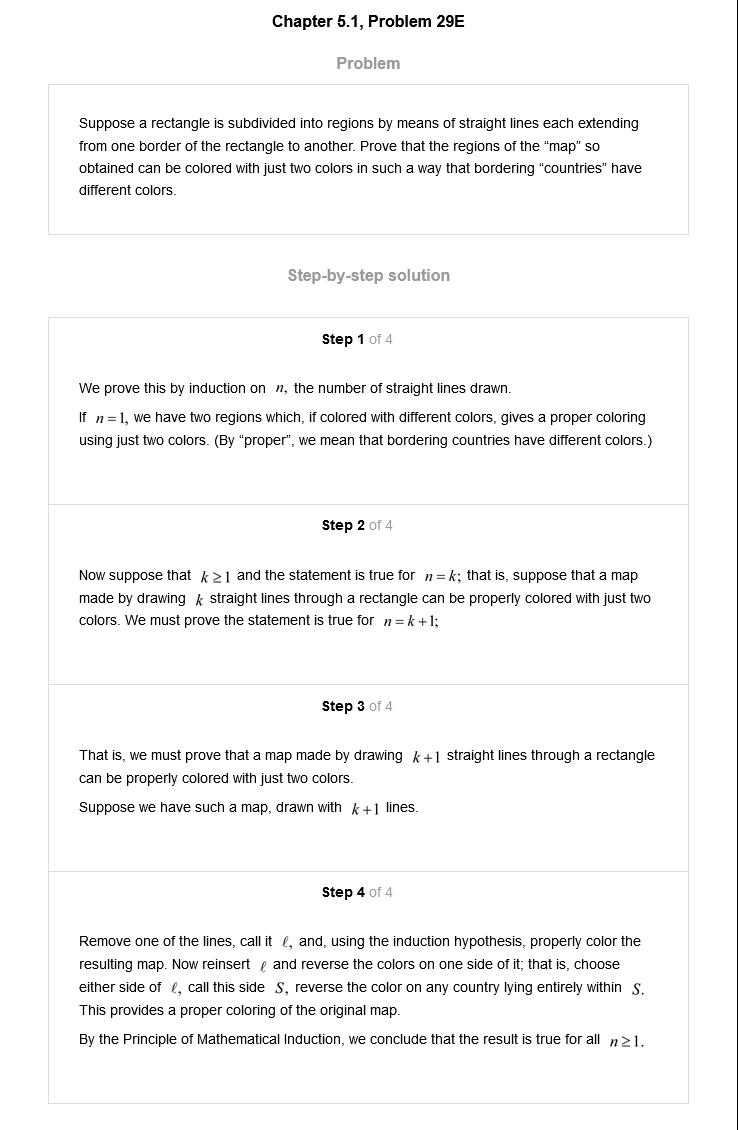 Chapter 5.1, Problem 29E
Problem
Suppose a rectangle is subdivided into regions by means of straight lines each extending
from one border of the rectangle to another. Prove that the regions of the “map” so
obtained can be colored with just two colors in such a way that bordering “countries” have
different colors.
Step-by-step solution
Step 1 of 4
We prove this by induction on n, the number of straight lines drawn.
If n=1, we have two regions which, if colored with different colors, gives a proper coloring
using just two colors. (By “proper”, we mean that bordering countries have different colors.)
Step 2 of 4
Now suppose that k≥1 and the statement is true for n=k; that is, suppose that a map
made by drawing k straight lines through a rectangle can be properly colored with just two
colors. We must prove the statement is true for n=k+1;
Step 3 of 4
That is, we must prove that a map made by drawing k+1 straight lines through a rectangle
can be properly colored with just two colors.
Suppose we have such a map, drawn with k+1 lines.
Step 4 of 4
Remove one of the lines, call it ℓ, and, using the induction hypothesis, properly color the
resulting map. Now reinsert ℓ and reverse the colors on one side of it; that is, choose
either side of ℓ, call this side S, reverse the color on any country lying entirely within S.
This provides a proper coloring of the original map.
By the Principle of Mathematical Induction, we conclude that the result is true for all n≥1.